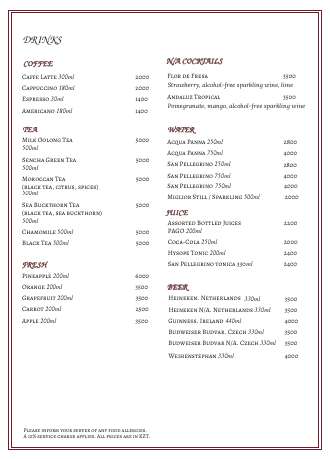 DRINKS
COFFEE
Caffe Latte 300ml 2000
Cappuccino 180ml 2000
Espresso 30ml 1400
Americano 180ml 1400
TEA
Milk Oolong Tea 5000
500ml
Sencha Green Tea 5000
500ml
Moroccan Tea 5000
(black tea, citrus, spices)
500ml
Sea Buckthorn Tea 5000
(black tea, sea buckthorn)
500ml
Chamomile 500ml 5000
Black Tea 500ml 5000
FRESH
Pineapple 200ml 6000
Orange 200ml 3500
Grapefruit 200ml 3500
Carrot 200ml 2500
Apple 200ml 3500
N/A COCKTAILS
Flor de Fresa 3500
Strawberry, alcohol-free sparkling wine, lime
Andaluz Tropical 3500
Pomegranate, mango, alcohol-free sparkling wine
WATER
Acqua Panna 250ml 2800
Acqua Panna 750ml 4000
San Pellegrino 250ml 2800
San Pellegrino 750ml 4000
San Pellegrino 750ml 4000
Miglior Still / Sparkling 500ml 2000
JUICE
Assorted Bottled Juices 2200
PAGO 200ml
Coca-Cola 250ml 2000
Hysope Tonic 200ml 2400
San Pellegrino tonica 330ml 2400
BEER
Heineken. Netherlands 330ml 3500
Heineken N/A. Netherlands 330ml 3500
Guinness. Ireland 440ml 4000
Budweiser Budvar. Czech 330ml 3500
Budweiser Budvar N/A. Czech 330ml 3500
Weihenstephan 330ml 4000
Please inform your server of any food allergies.
A 12% service charge applies. All prices are in KZT.